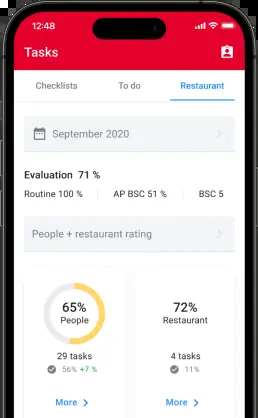 12:48
Tasks
Checklists To do Restaurant
September 2020
Evaluation 71 %
Routine 100 % AP BSC 51 % BSC 5
People + restaurant rating
65% 72%
People Restaurant
29 tasks 4 tasks
56% +7 % 11%
More More